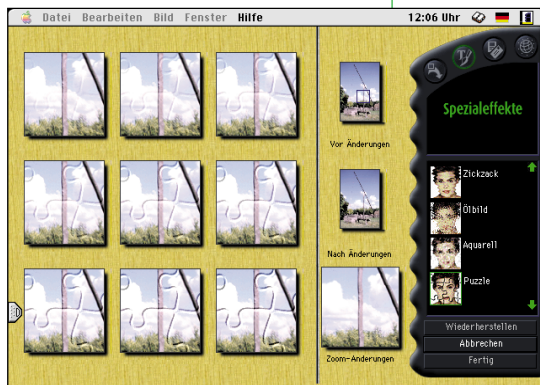 Datei Bearbeiten Bild Fenster Hilfe 12:06 Uhr
Spezialeffekte
Vor Änderungen
Zickzack
Ölbild
Nach Änderungen
Aquarell
Puzzle
Zoom-Änderungen
Wiederherstellen
Abbrechen
Fertig